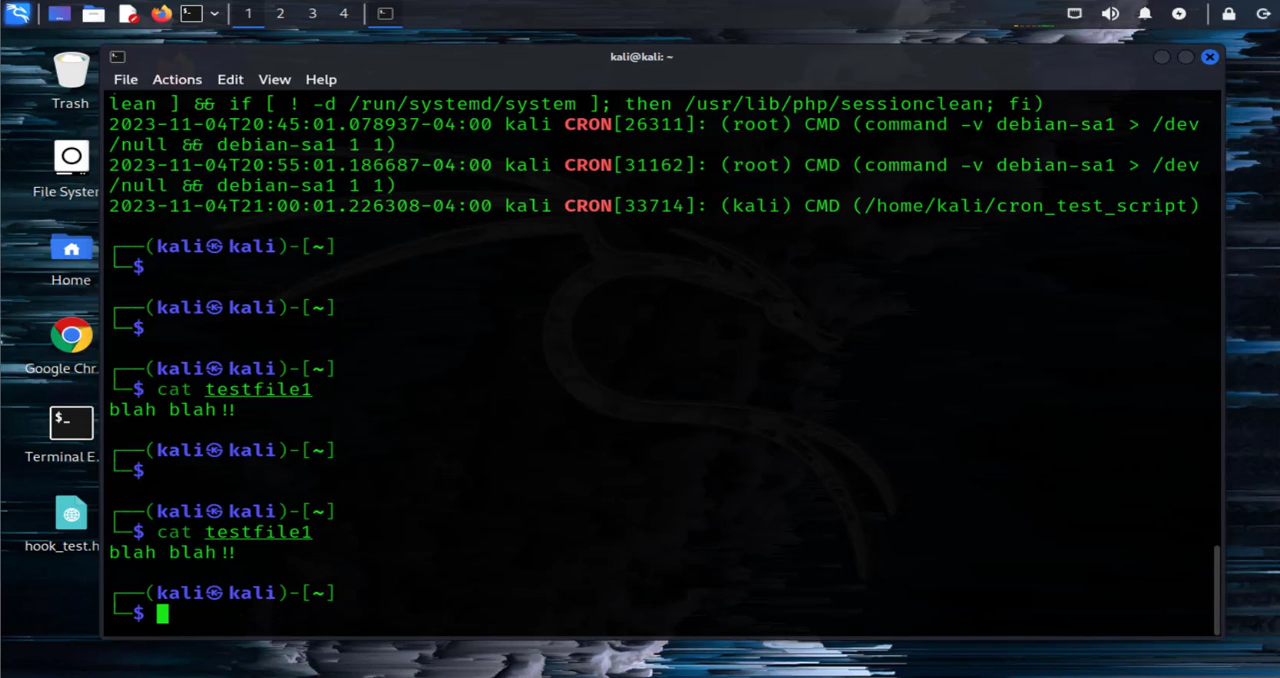 1 2 3 4
kali@kali: ~
File Actions Edit View Help
lean ] && if [ ! -d /run/systemd/system ]; then /usr/lib/php/sessionclean; fi)
2023-11-04T20:45:01.078937-04:00 kali CRON[26311]: (root) CMD (command -v debian-sa1 > /dev
/null && debian-sa1 1 1)
2023-11-04T20:55:01.186687-04:00 kali CRON[31162]: (root) CMD (command -v debian-sa1 > /dev
/null && debian-sa1 1 1)
2023-11-04T21:00:01.226308-04:00 kali CRON[33714]: (kali) CMD (/home/kali/cron_test_script)
┌──(kali㉿kali)-[~]
└─$
┌──(kali㉿kali)-[~]
└─$
┌──(kali㉿kali)-[~]
└─$ cat testfile1
blah blah!!
┌──(kali㉿kali)-[~]
└─$
┌──(kali㉿kali)-[~]
└─$ cat testfile1
blah blah!!
┌──(kali㉿kali)-[~]
└─$
Trash
File Syster
Home
Google Chr.
Terminal E.
hook_test.h